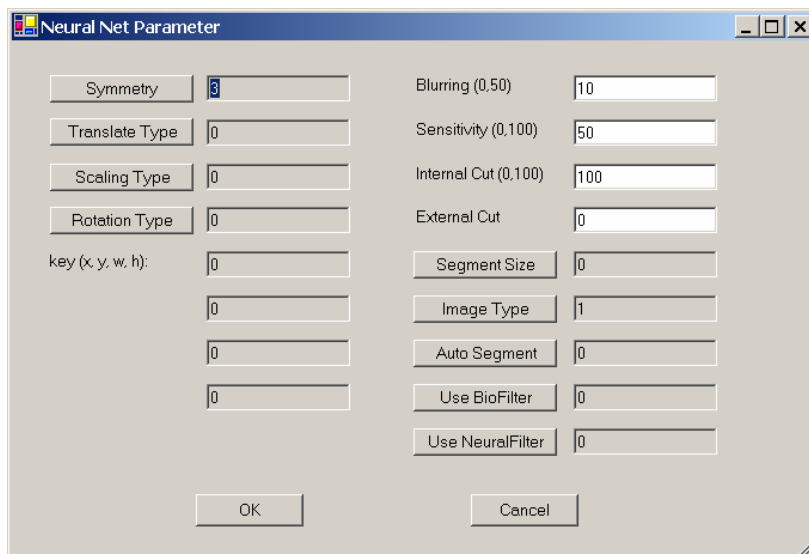 Neural Net Parameter
Symmetry 3
Translate Type 0
Scaling Type 0
Rotation Type 0
key (x, y, w, h): 0
0
0
0
Blurring (0,50) 10
Sensitivity (0,100) 50
Internal Cut (0,100) 100
External Cut 0
Segment Size 0
Image Type 1
Auto Segment 0
Use BioFilter 0
Use NeuralFilter 0
OK
Cancel